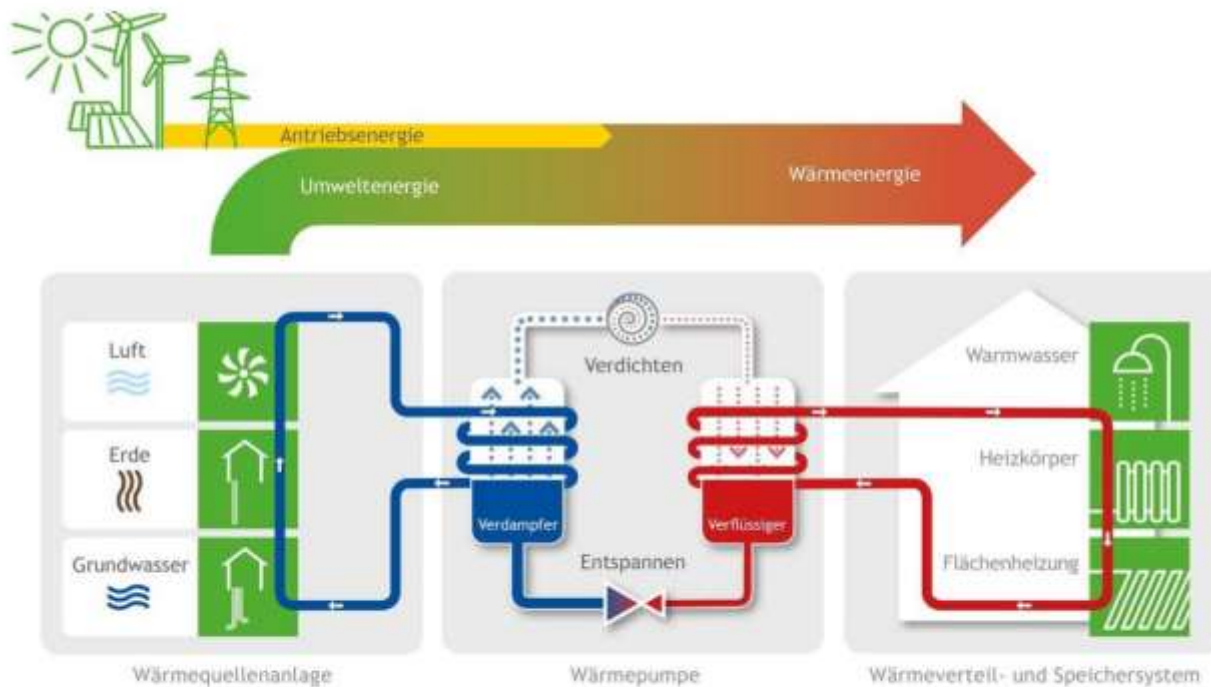 Antriebsenergie
Umweltenergie
Wärmeenergie
Luft
Erde
Grundwasser
Verdichten
Verdampfer
Verflüssiger
Entspannen
Warmwasser
Heizkörper
Flächenheizung
Wärmequellenanlage
Wärmepumpe
Wärmeverteil- und Speichersystem